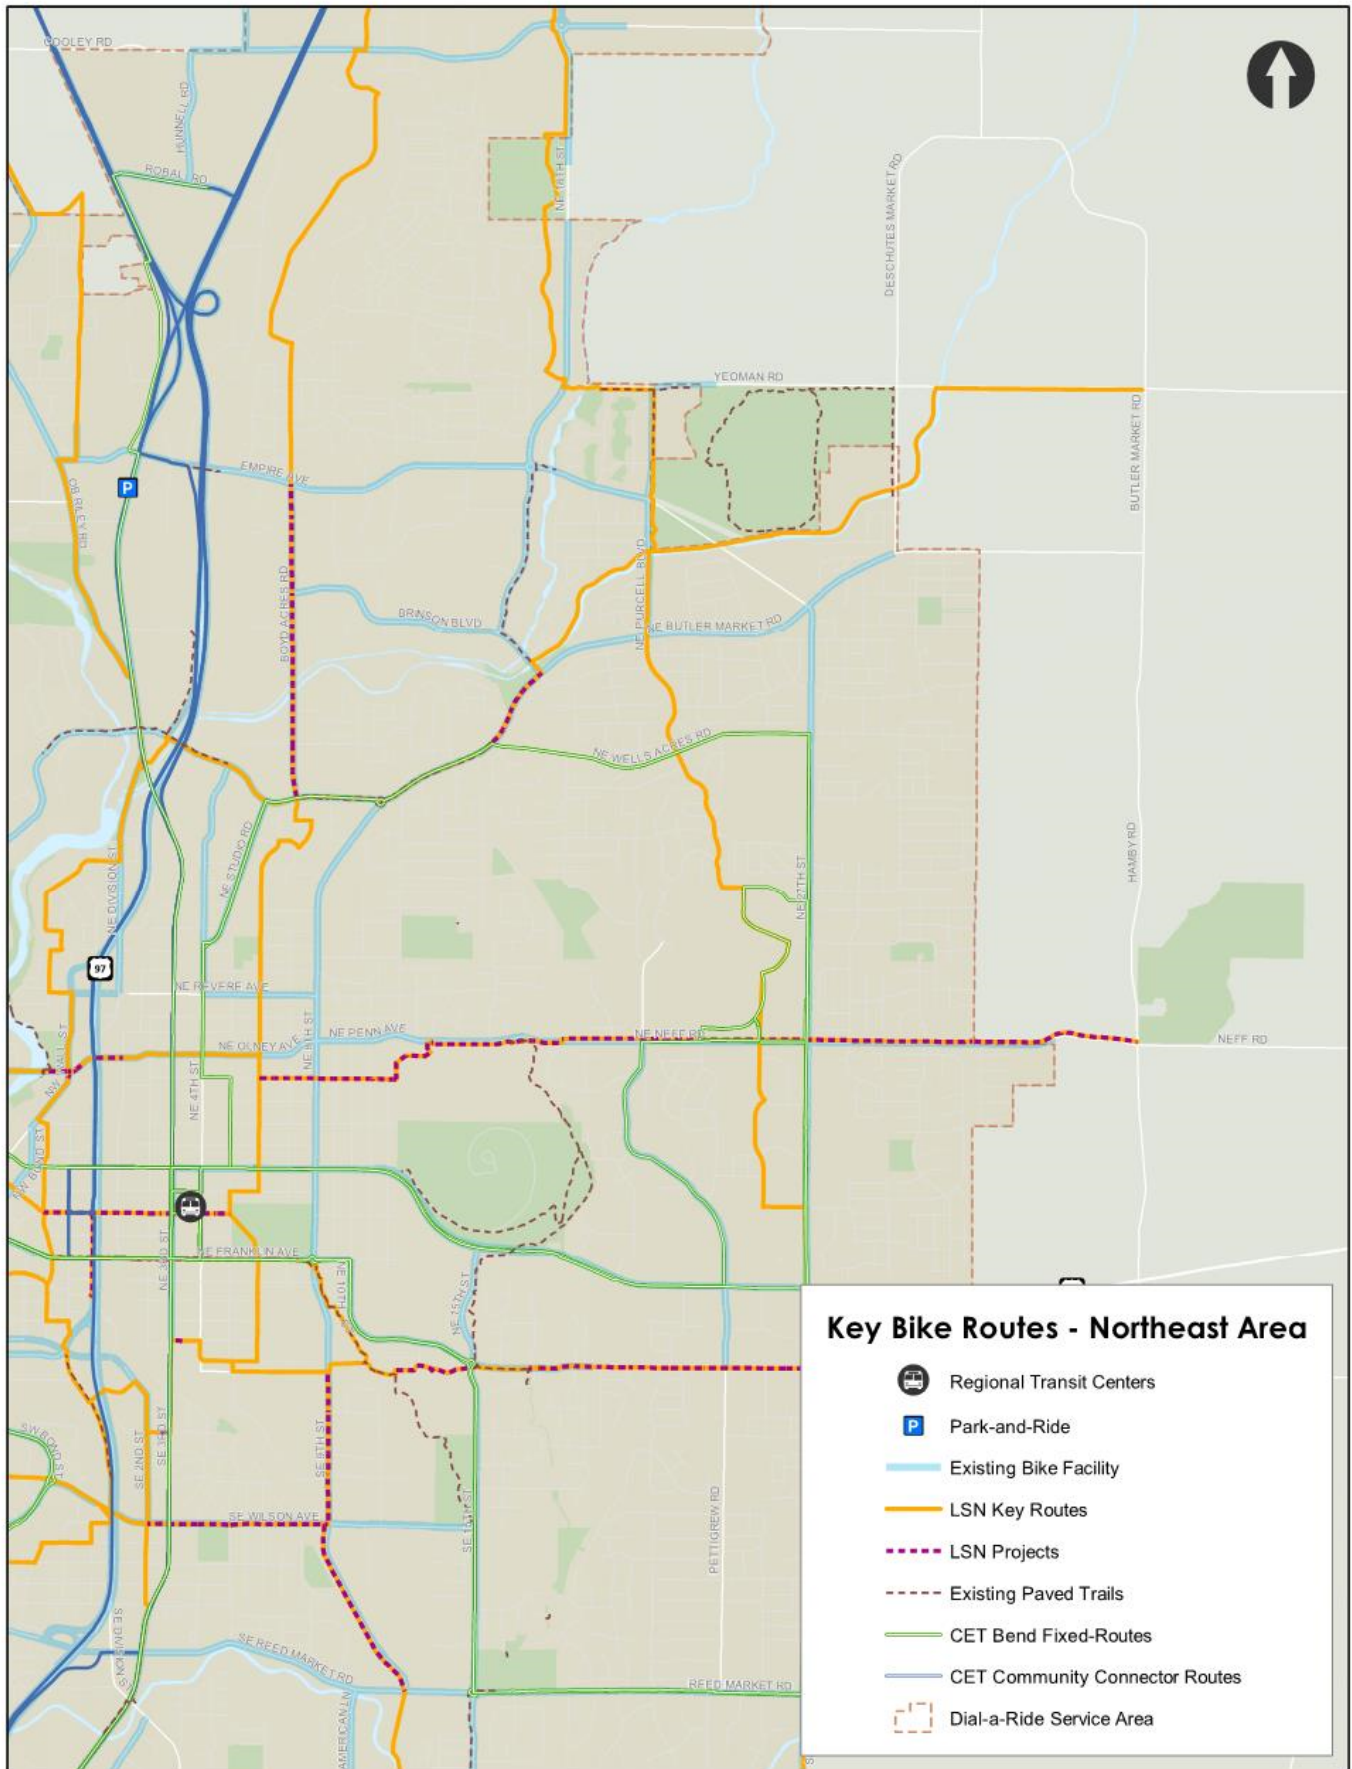 COOLEY RD
HUNNELL RD
ROBAL RD
NE 18TH ST
DESCHUTES MARKET RD
YEOMAN RD
BUTLER MARKET RD
EMPIRE AVE
P
OB RILEY RD
BOYD ACRES RD
BRINSON BLVD
NE PURCELL BLVD
NE BUTLER MARKET RD
NE WELLS ACRES RD
NE STUDIO RD
NE DIVISION ST
NE 27TH ST
HAMBY RD
97
NE REVERE AVE
NW WALL ST
NE OLNEY AVE
NE 8TH ST
NE PENN AVE
NE NEFF RD
NEFF RD
NE 4TH ST
NW BOND ST
NE 3RD ST
NE FRANKLIN AVE
NE 10TH
NE 15TH ST
SW BOND ST
SE 2ND ST
SE 3RD ST
SE 9TH ST
SE WILSON AVE
SE 15TH ST
PETTIGREW RD
SE DIVISION ST
SE REED MARKET RD
REED MARKET RD
AMERICAN LN
Key Bike Routes - Northeast Area
Regional Transit Centers
P Park-and-Ride
Existing Bike Facility
LSN Key Routes
LSN Projects
Existing Paved Trails
CET Bend Fixed-Routes
CET Community Connector Routes
Dial-a-Ride Service Area